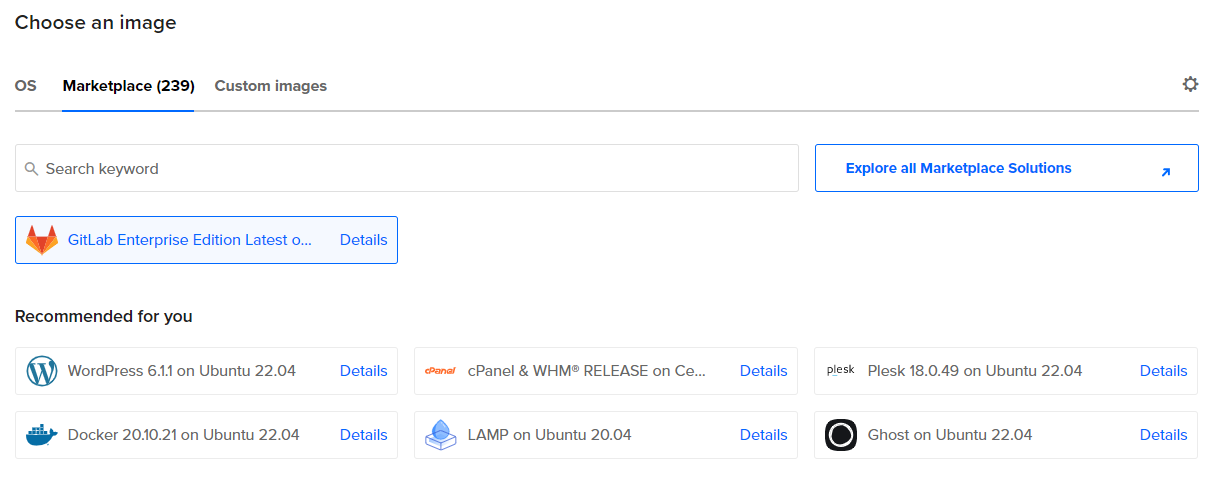 Choose an image
OS Marketplace (239) Custom images
Search keyword Explore all Marketplace Solutions
GitLab Enterprise Edition Latest o... Details
Recommended for you
WordPress 6.1.1 on Ubuntu 22.04 Details cPanel cPanel & WHM® RELEASE on Ce... Details plesk Plesk 18.0.49 on Ubuntu 22.04 Details
Docker 20.10.21 on Ubuntu 22.04 Details LAMP on Ubuntu 20.04 Details Ghost on Ubuntu 22.04 Details